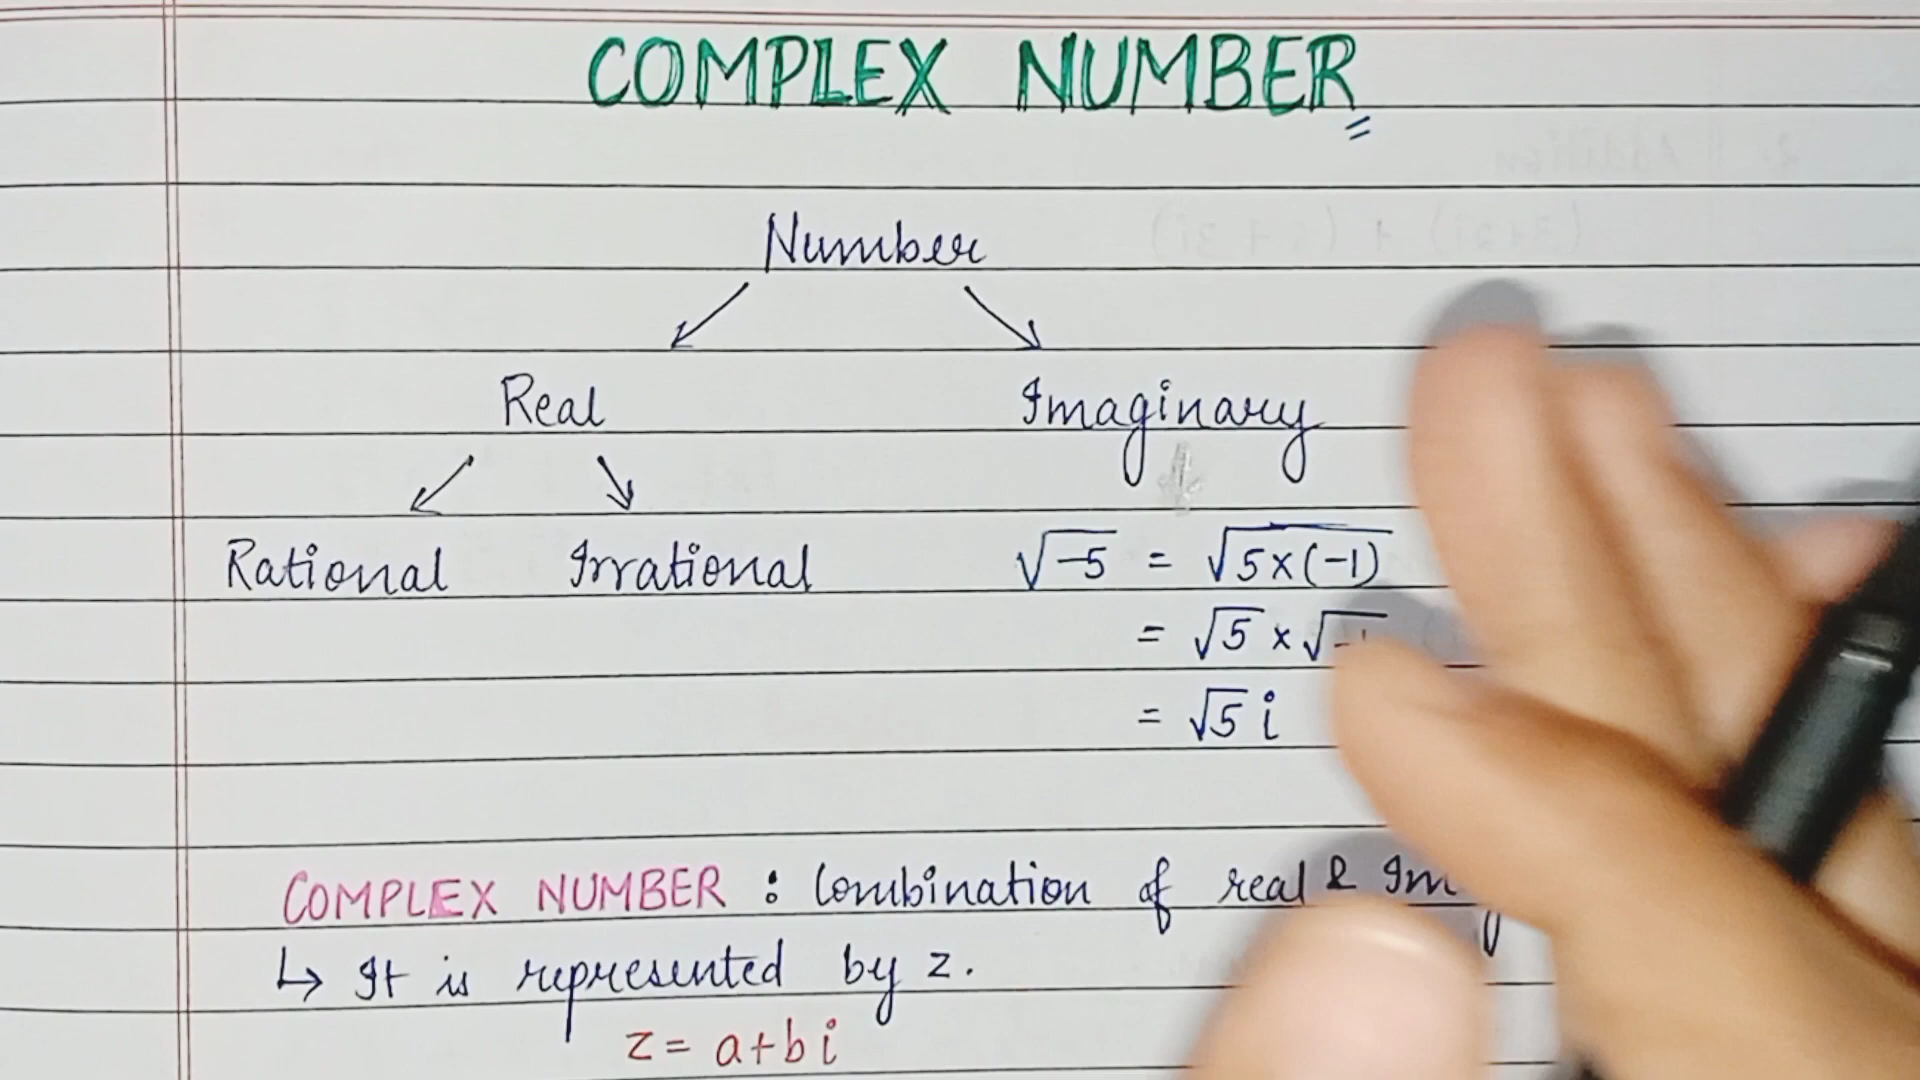 COMPLEX NUMBER
Number
Real Imaginary
Rational Irrational √-5 = √5×(-1)
= √5 × √-1
= √5 i
COMPLEX NUMBER : Combination of real &
↳ It is represented by z.
z = a+bi